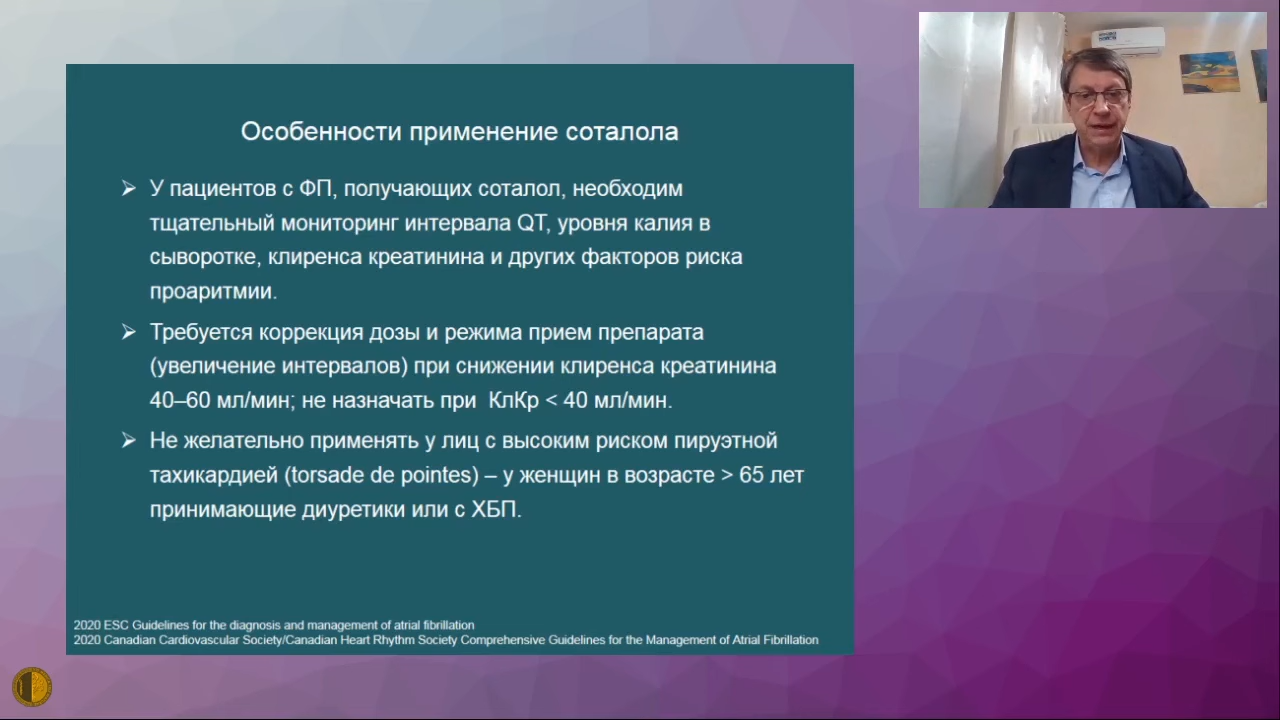 Особенности применение соталола
➢ У пациентов с ФП, получающих соталол, необходим
тщательный мониторинг интервала QT, уровня калия в
сыворотке, клиренса креатинина и других факторов риска
проаритмии.
➢ Требуется коррекция дозы и режима прием препарата
(увеличение интервалов) при снижении клиренса креатинина
40–60 мл/мин; не назначать при КлКр < 40 мл/мин.
➢ Не желательно применять у лиц с высоким риском пируэтной
тахикардией (torsade de pointes) – у женщин в возрасте > 65 лет
принимающие диуретики или с ХБП.
2020 ESC Guidelines for the diagnosis and management of atrial fibrillation
2020 Canadian Cardiovascular Society/Canadian Heart Rhythm Society Comprehensive Guidelines for the Management of Atrial Fibrillation